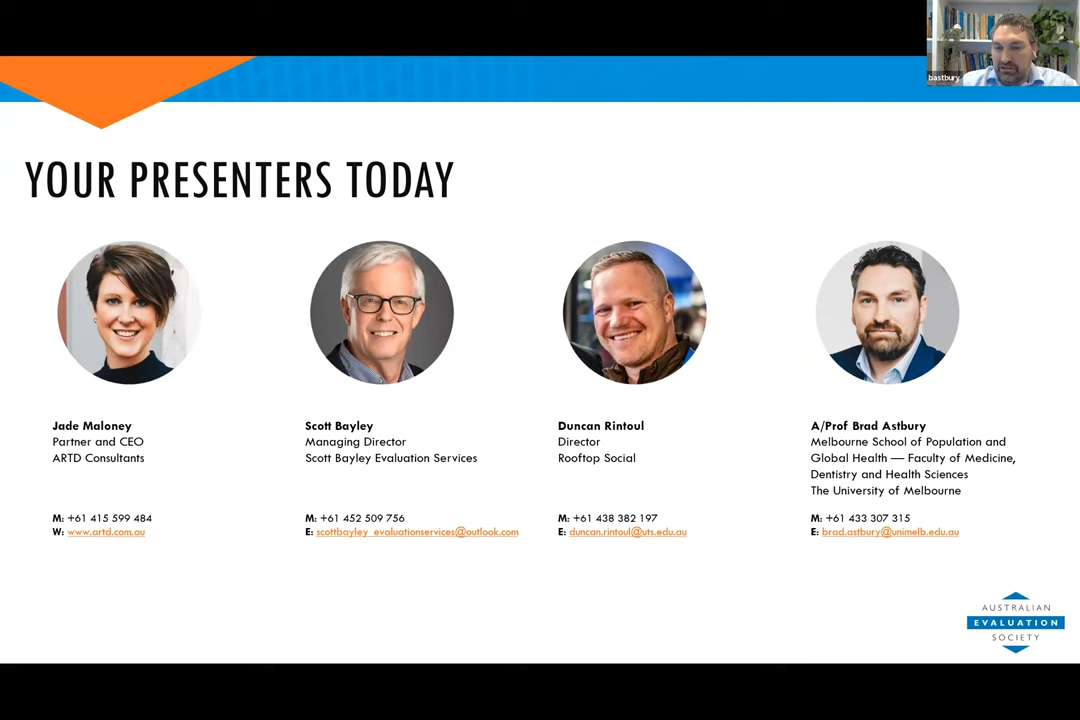 bastbury
YOUR PRESENTERS TODAY
Jade Maloney
Partner and CEO
ARTD Consultants
M: +61 415 599 484
W: www.artd.com.au
Scott Bayley
Managing Director
Scott Bayley Evaluation Services
M: +61 452 509 756
E: scottbayley_evaluationservices@outlook.com
Duncan Rintoul
Director
Rooftop Social
M: +61 438 382 197
E: duncan.rintoul@uts.edu.au
A/Prof Brad Astbury
Melbourne School of Population and
Global Health — Faculty of Medicine,
Dentistry and Health Sciences
The University of Melbourne
M: +61 433 307 315
E: brad.astbury@unimelb.edu.au
AUSTRALIAN
EVALUATION
SOCIETY